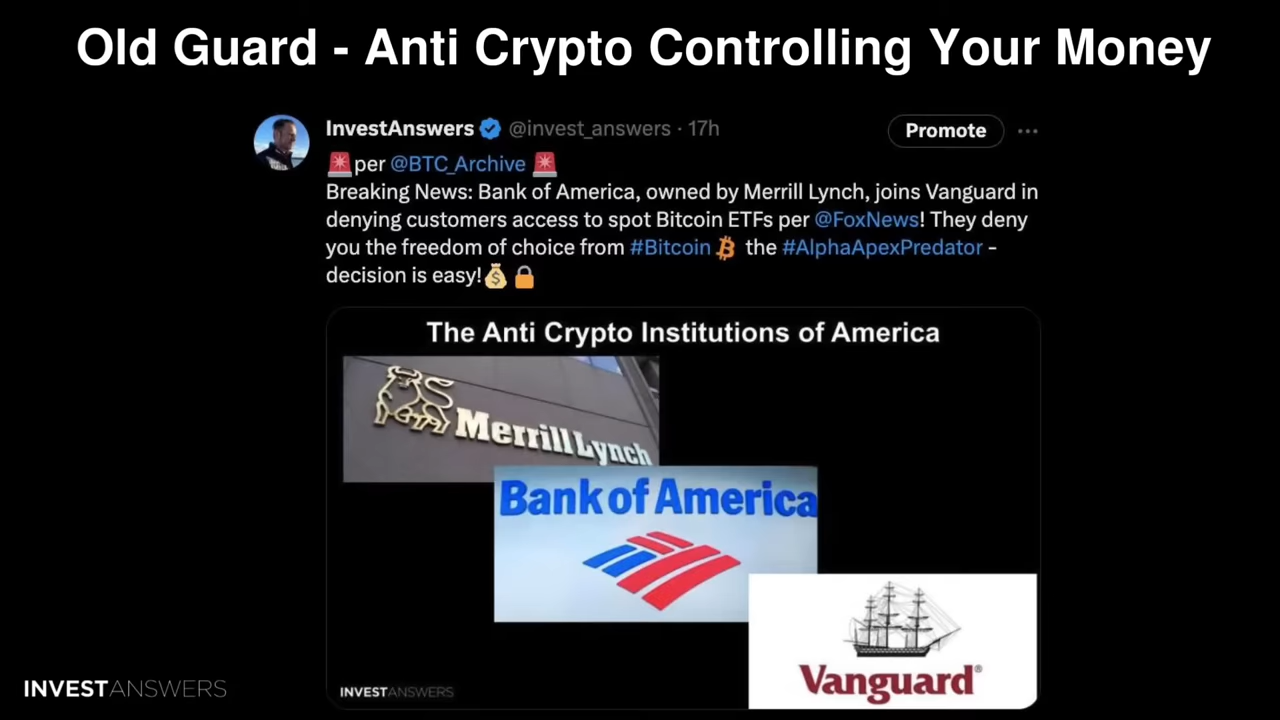 Old Guard - Anti Crypto Controlling Your Money
InvestAnswers @invest_answers · 17h
Promote
🚨per @BTC_Archive 🚨
Breaking News: Bank of America, owned by Merrill Lynch, joins Vanguard in
denying customers access to spot Bitcoin ETFs per @FoxNews! They deny
you the freedom of choice from #Bitcoin the #AlphaApexPredator -
decision is easy!💰🔒
The Anti Crypto Institutions of America
Merrill Lynch
Bank of America
Vanguard®
INVESTANSWERS
INVESTANSWERS